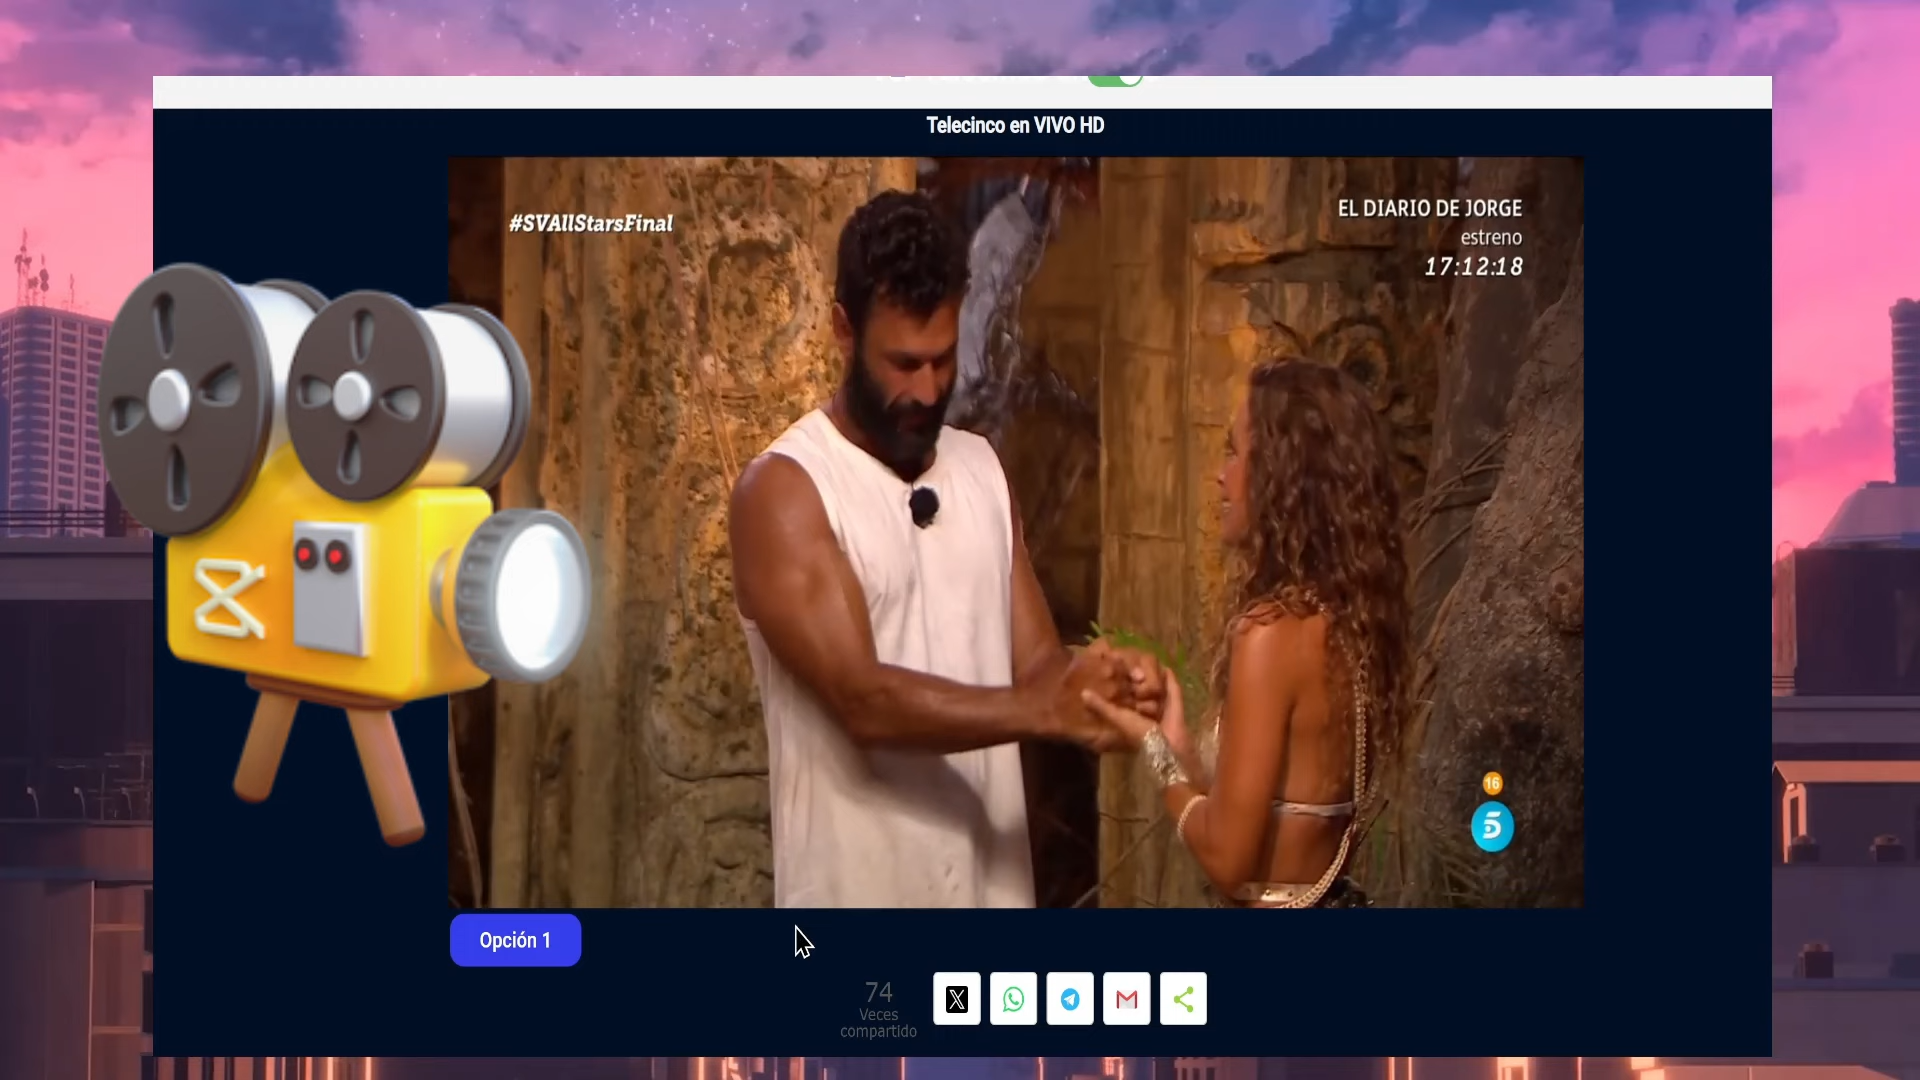 Telecinco en VIVO HD
#SVAllStarsFinal
EL DIARIO DE JORGE
estreno
17:12:18
16
5
Opción 1
74
Veces
compartido